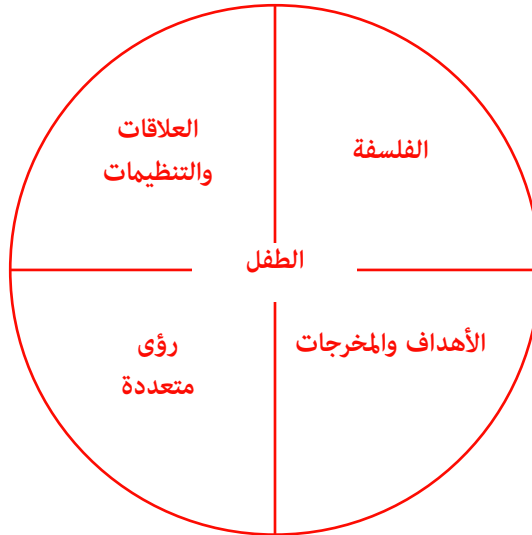 الفلسفة
العلاقات
والتنظيمات
الطفل
الأهداف والمخرجات
رؤى
متعددة